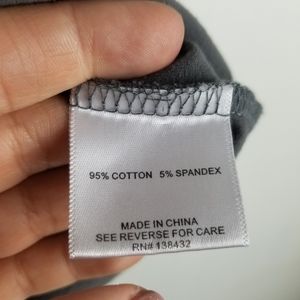 95% COTTON 5% SPANDEX
MADE IN CHINA
SEE REVERSE FOR CARE
RN# 138432